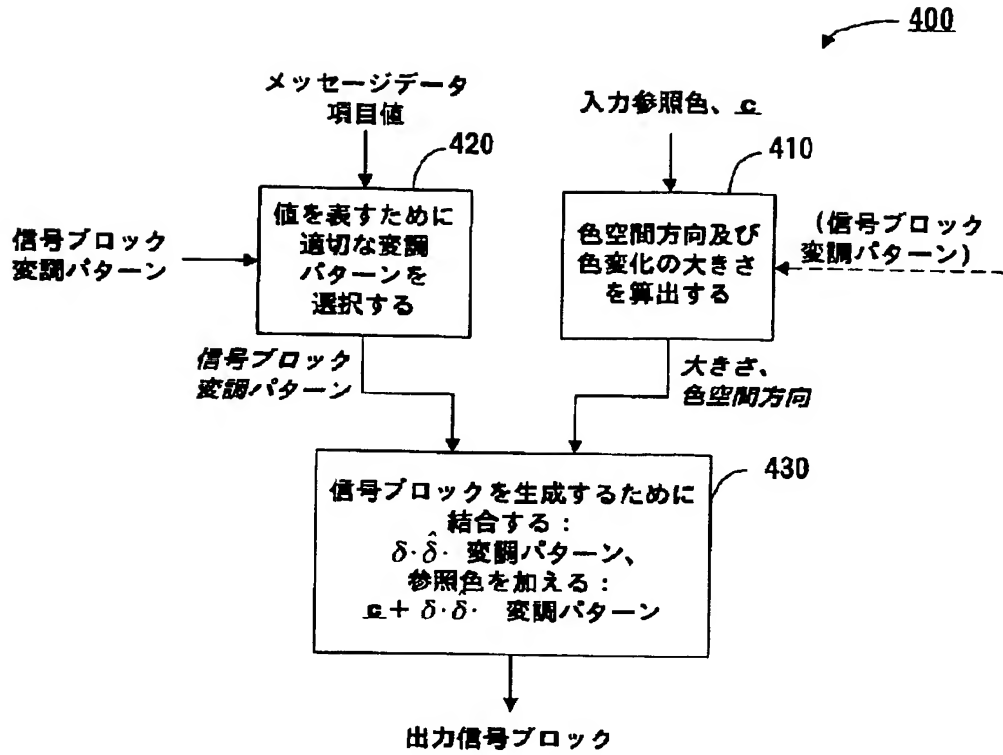 400
メッセージデータ
項目値
入力参照色、c
420
410
信号ブロック
変調パターン
値を表すために
適切な変調
パターンを
選択する
色空間方向及び
色変化の大きさ
を算出する
(信号ブロック
変調パターン)
信号ブロック
変調パターン
大きさ、
色空間方向
430
信号ブロックを生成するために
結合する:
δ·δ̂· 変調パターン、
参照色を加える:
c + δ·δ̂· 変調パターン
出力信号ブロック